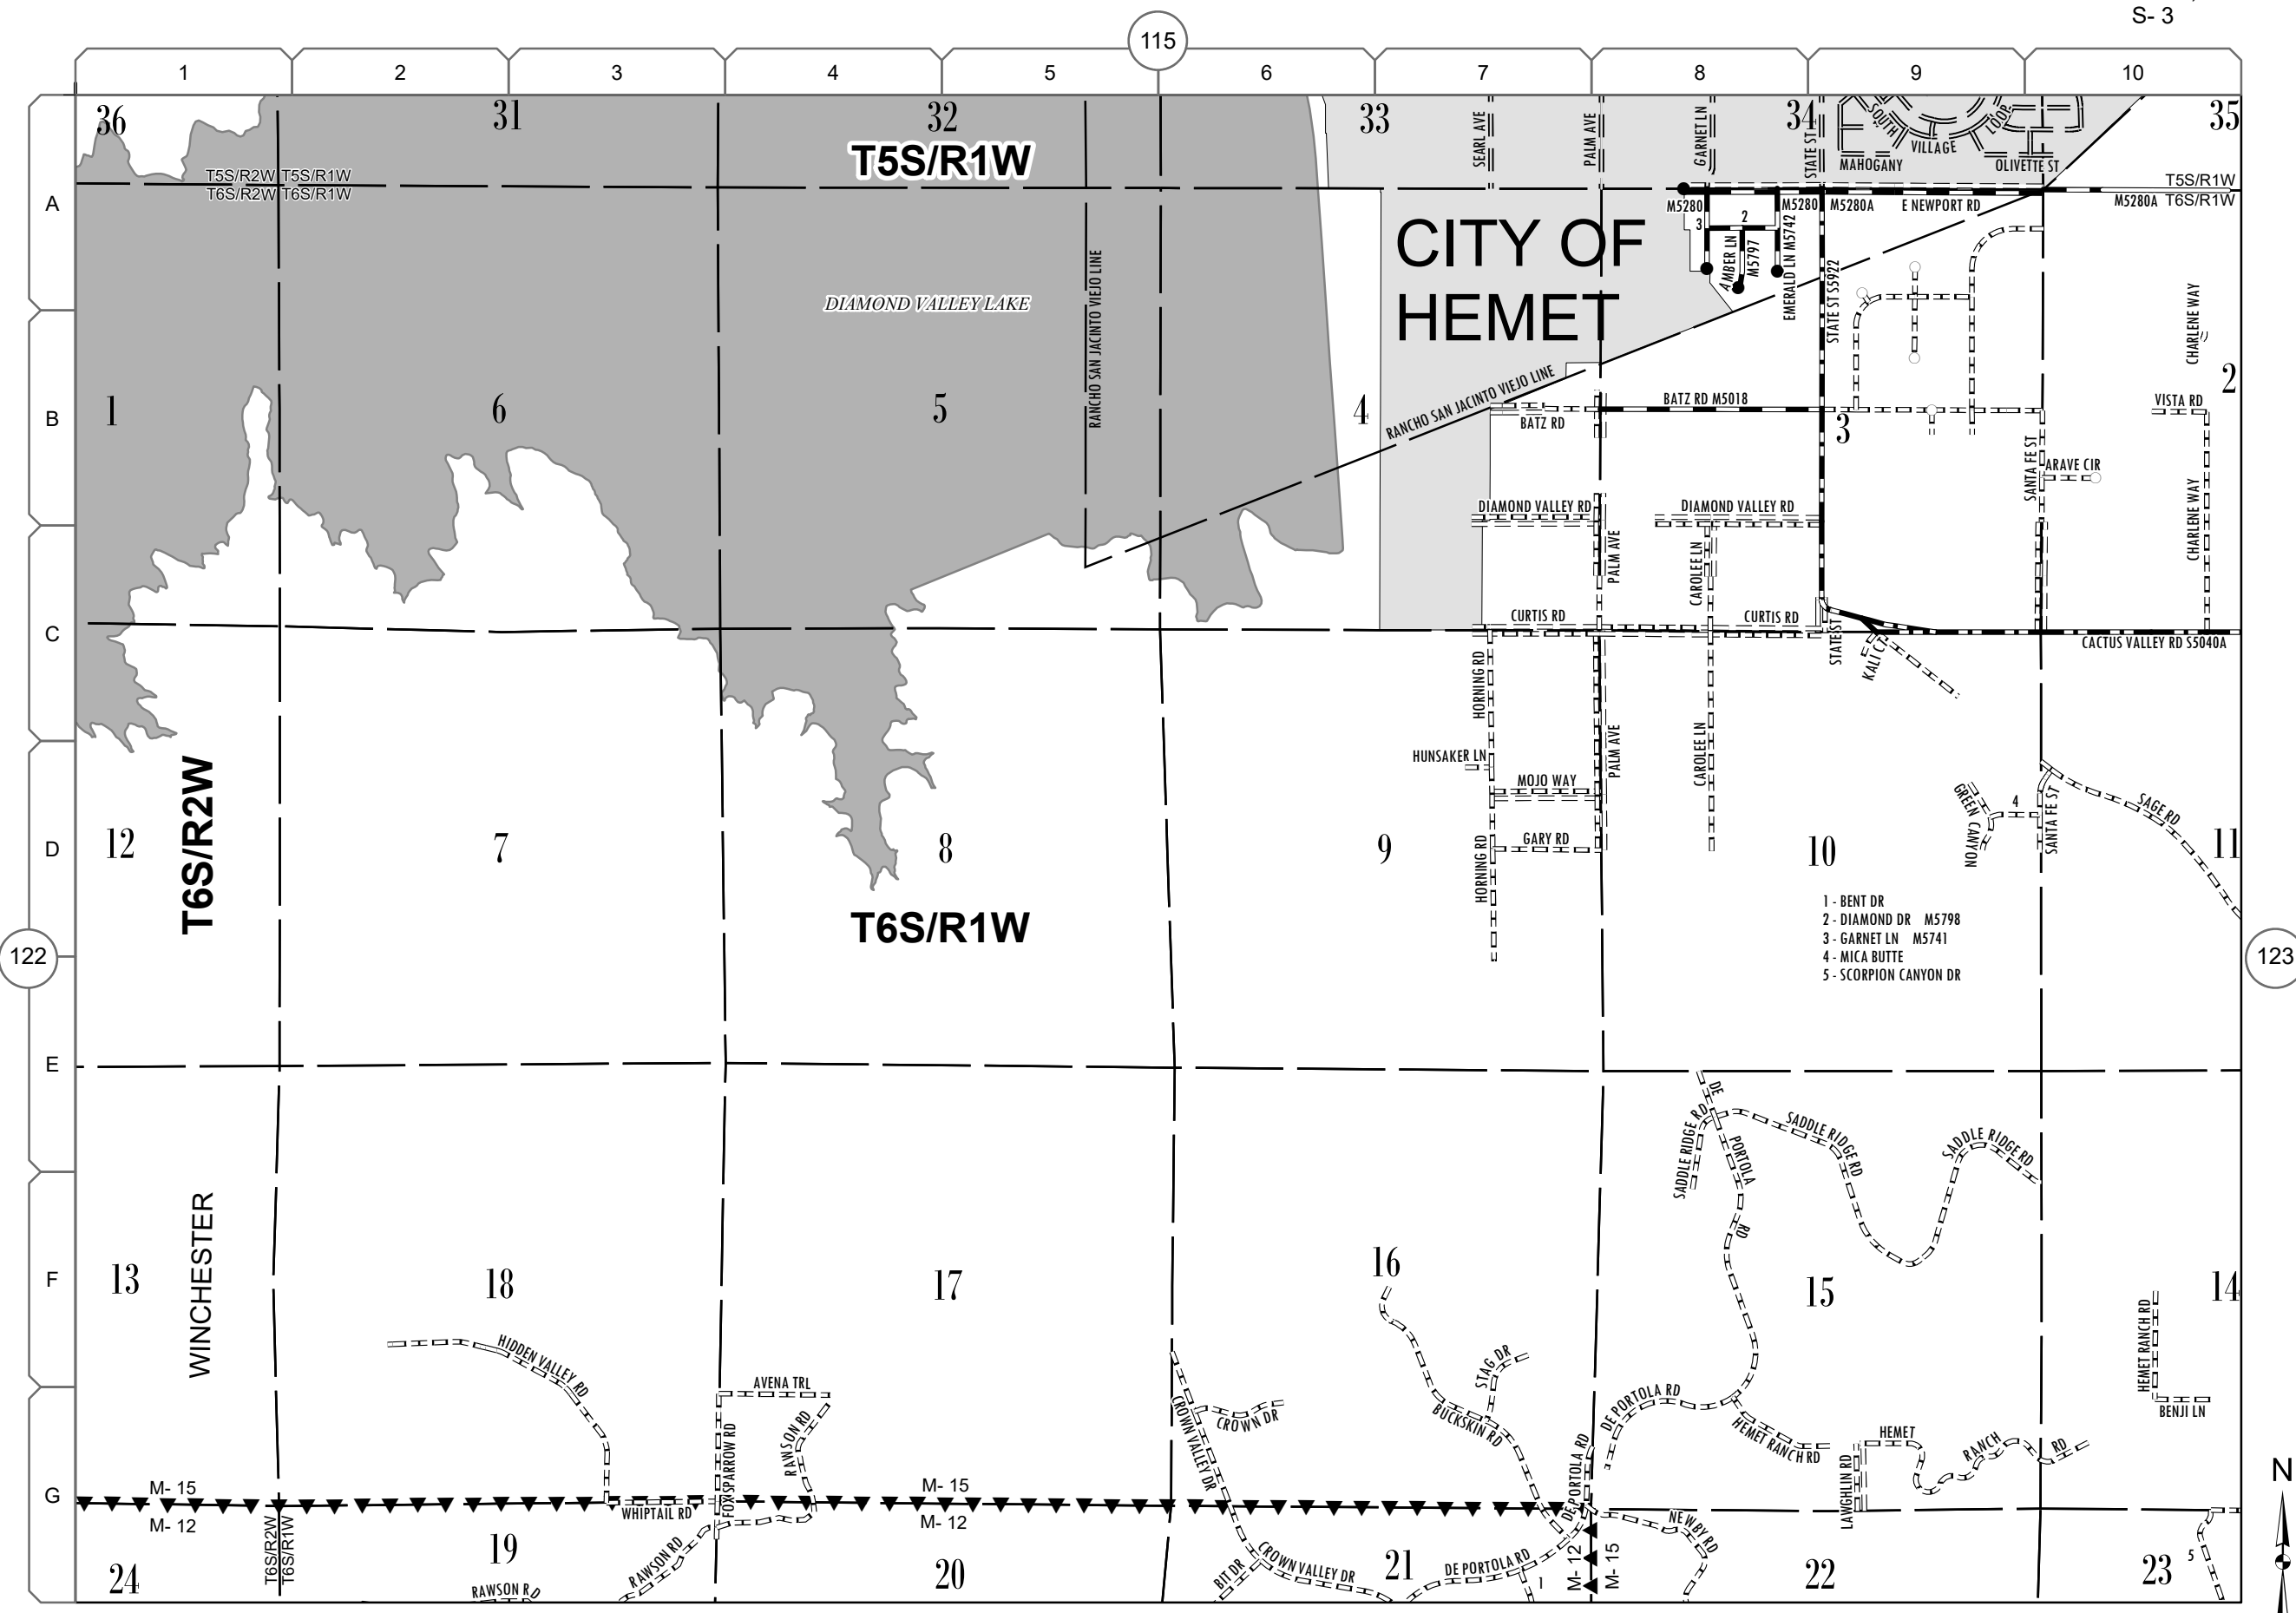 S- 3
115
1
2
3
4
5
6
7
8
9
10
36
31
32
33
34
35
T5S/R1W
SEARL AVE
PALM AVE
GARNET LN
STATE ST
SOUTH
VILLAGE
LOOP
MAHOGANY
OLIVETTE ST
T5S/R2W T5S/R1W
T6S/R2W T6S/R1W
T5S/R1W
M5280A T6S/R1W
A
M5280
M5280
M5280A
E NEWPORT RD
3
2
AMBER LN
M5797
EMERALD LN M5742
STATE ST S5922
CITY OF
HEMET
DIAMOND VALLEY LAKE
RANCHO SAN JACINTO VIEJO LINE
RANCHO SAN JACINTO VIEJO LINE
CHARLENE WAY
B
1
6
5
4
3
2
BATZ RD M5018
BATZ RD
VISTA RD
SANTA FE ST
ARAVE CIR
CHARLENE WAY
DIAMOND VALLEY RD
DIAMOND VALLEY RD
PALM AVE
CAROLEE LN
C
CURTIS RD
CURTIS RD
STATE ST
KALI CT
CACTUS VALLEY RD S5040A
HORNING RD
PALM AVE
CAROLEE LN
HUNSAKER LN
MOJO WAY
GARY RD
HORNING RD
GREEN CANYON
4
SANTA FE ST
SAGE RD
T6S/R2W
D
12
7
8
9
10
11
T6S/R1W
1 - BENT DR
2 - DIAMOND DR M5798
3 - GARNET LN M5741
4 - MICA BUTTE
5 - SCORPION CANYON DR
122
123
E
DE
PORTOLA
RD
SADDLE RIDGE RD
SADDLE RIDGE RD
SADDLE RIDGE RD
WINCHESTER
F
13
18
17
16
15
14
HIDDEN VALLEY RD
AVENA TRL
RAWSON RD
FOX SPARROW RD
CROWN VALLEY DR
CROWN DR
STAG DR
BUCKSKIN RD
DE PORTOLA RD
DE PORTOLA RD
HEMET RANCH RD
HEMET
RANCH
RD
LAWGHLIN RD
HEMET RANCH RD
BENJI LN
N
G
M- 15
M- 12
M- 15
M- 12
WHIPTAIL RD
T6S/R2W
T6S/R1W
RAWSON RD
RAWSON RD
BIT DR
CROWN VALLEY DR
DE PORTOLA RD
1
M- 12
M- 15
NEWBY RD
5
24
19
20
21
22
23